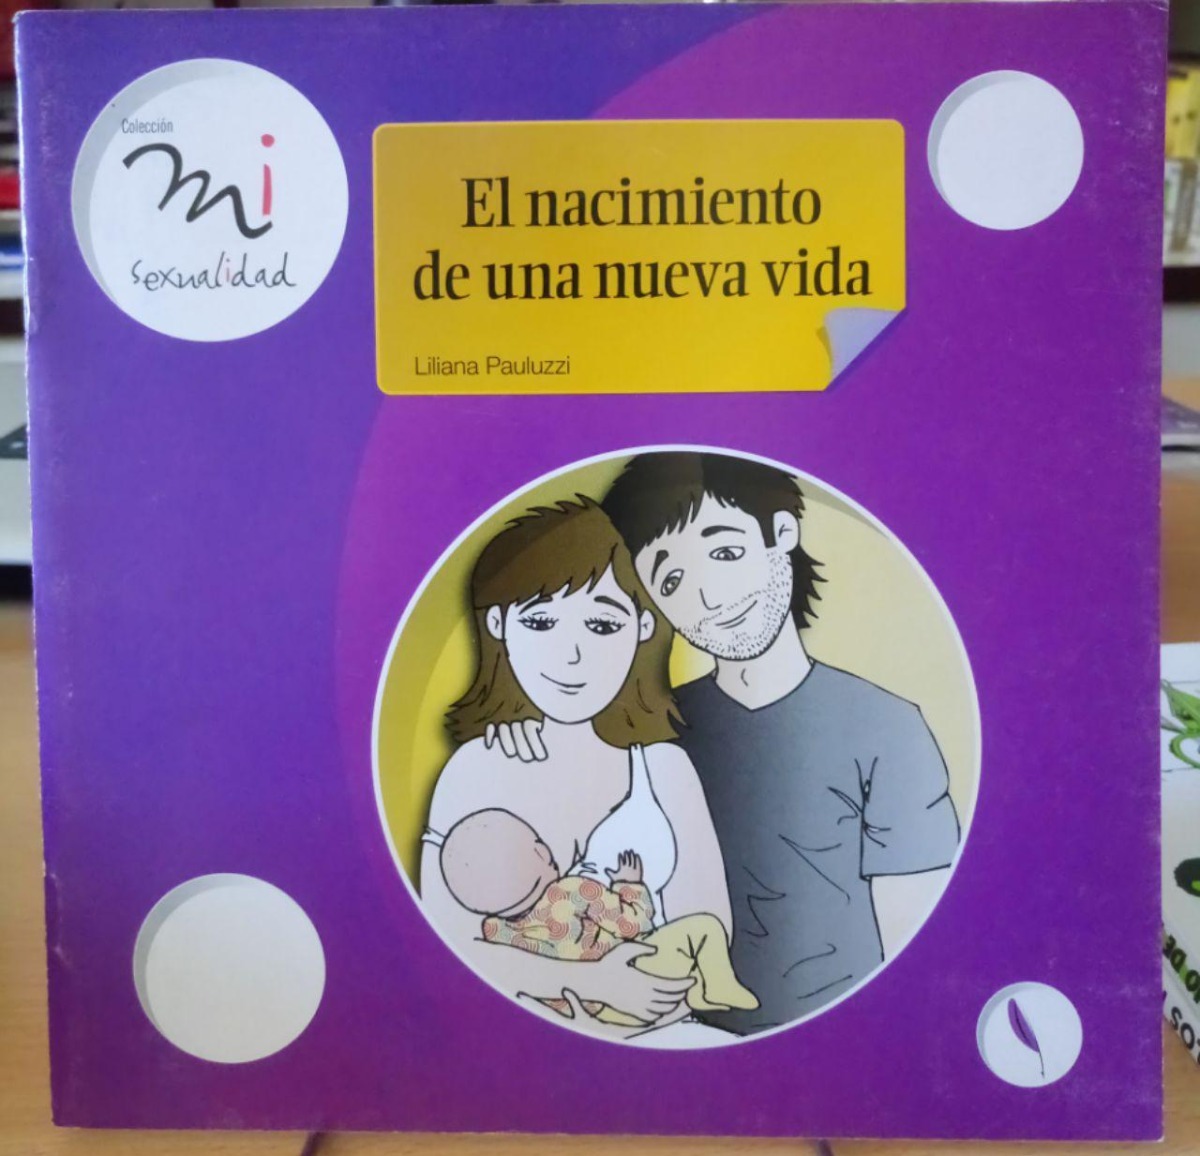 Colección
mi
sexualidad
El nacimiento
de una nueva vida
Liliana Pauluzzi